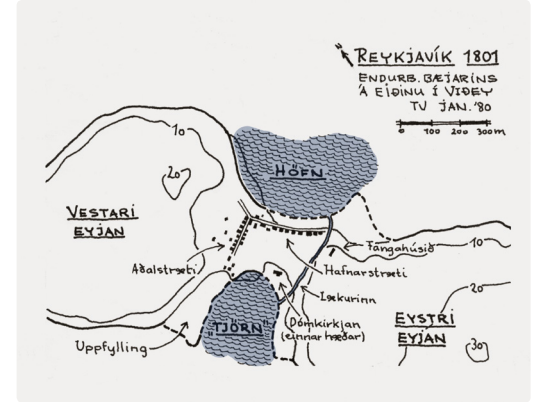 REYKJAVÍK 1801
ENDURB. BÆJARINS
Á EIÐINU Í VIÐEY
TV JAN. '80
0 100 200 300m
10
20
HÖFN
VESTARI
EYJAN
Fangahúsið
10
Aðalstræti
Hafnarstræti
Lækurinn
20
"TJÖRN"
Dómkirkjan
(einnar hæðar)
EYSTRI
EYJAN
Uppfylling
30